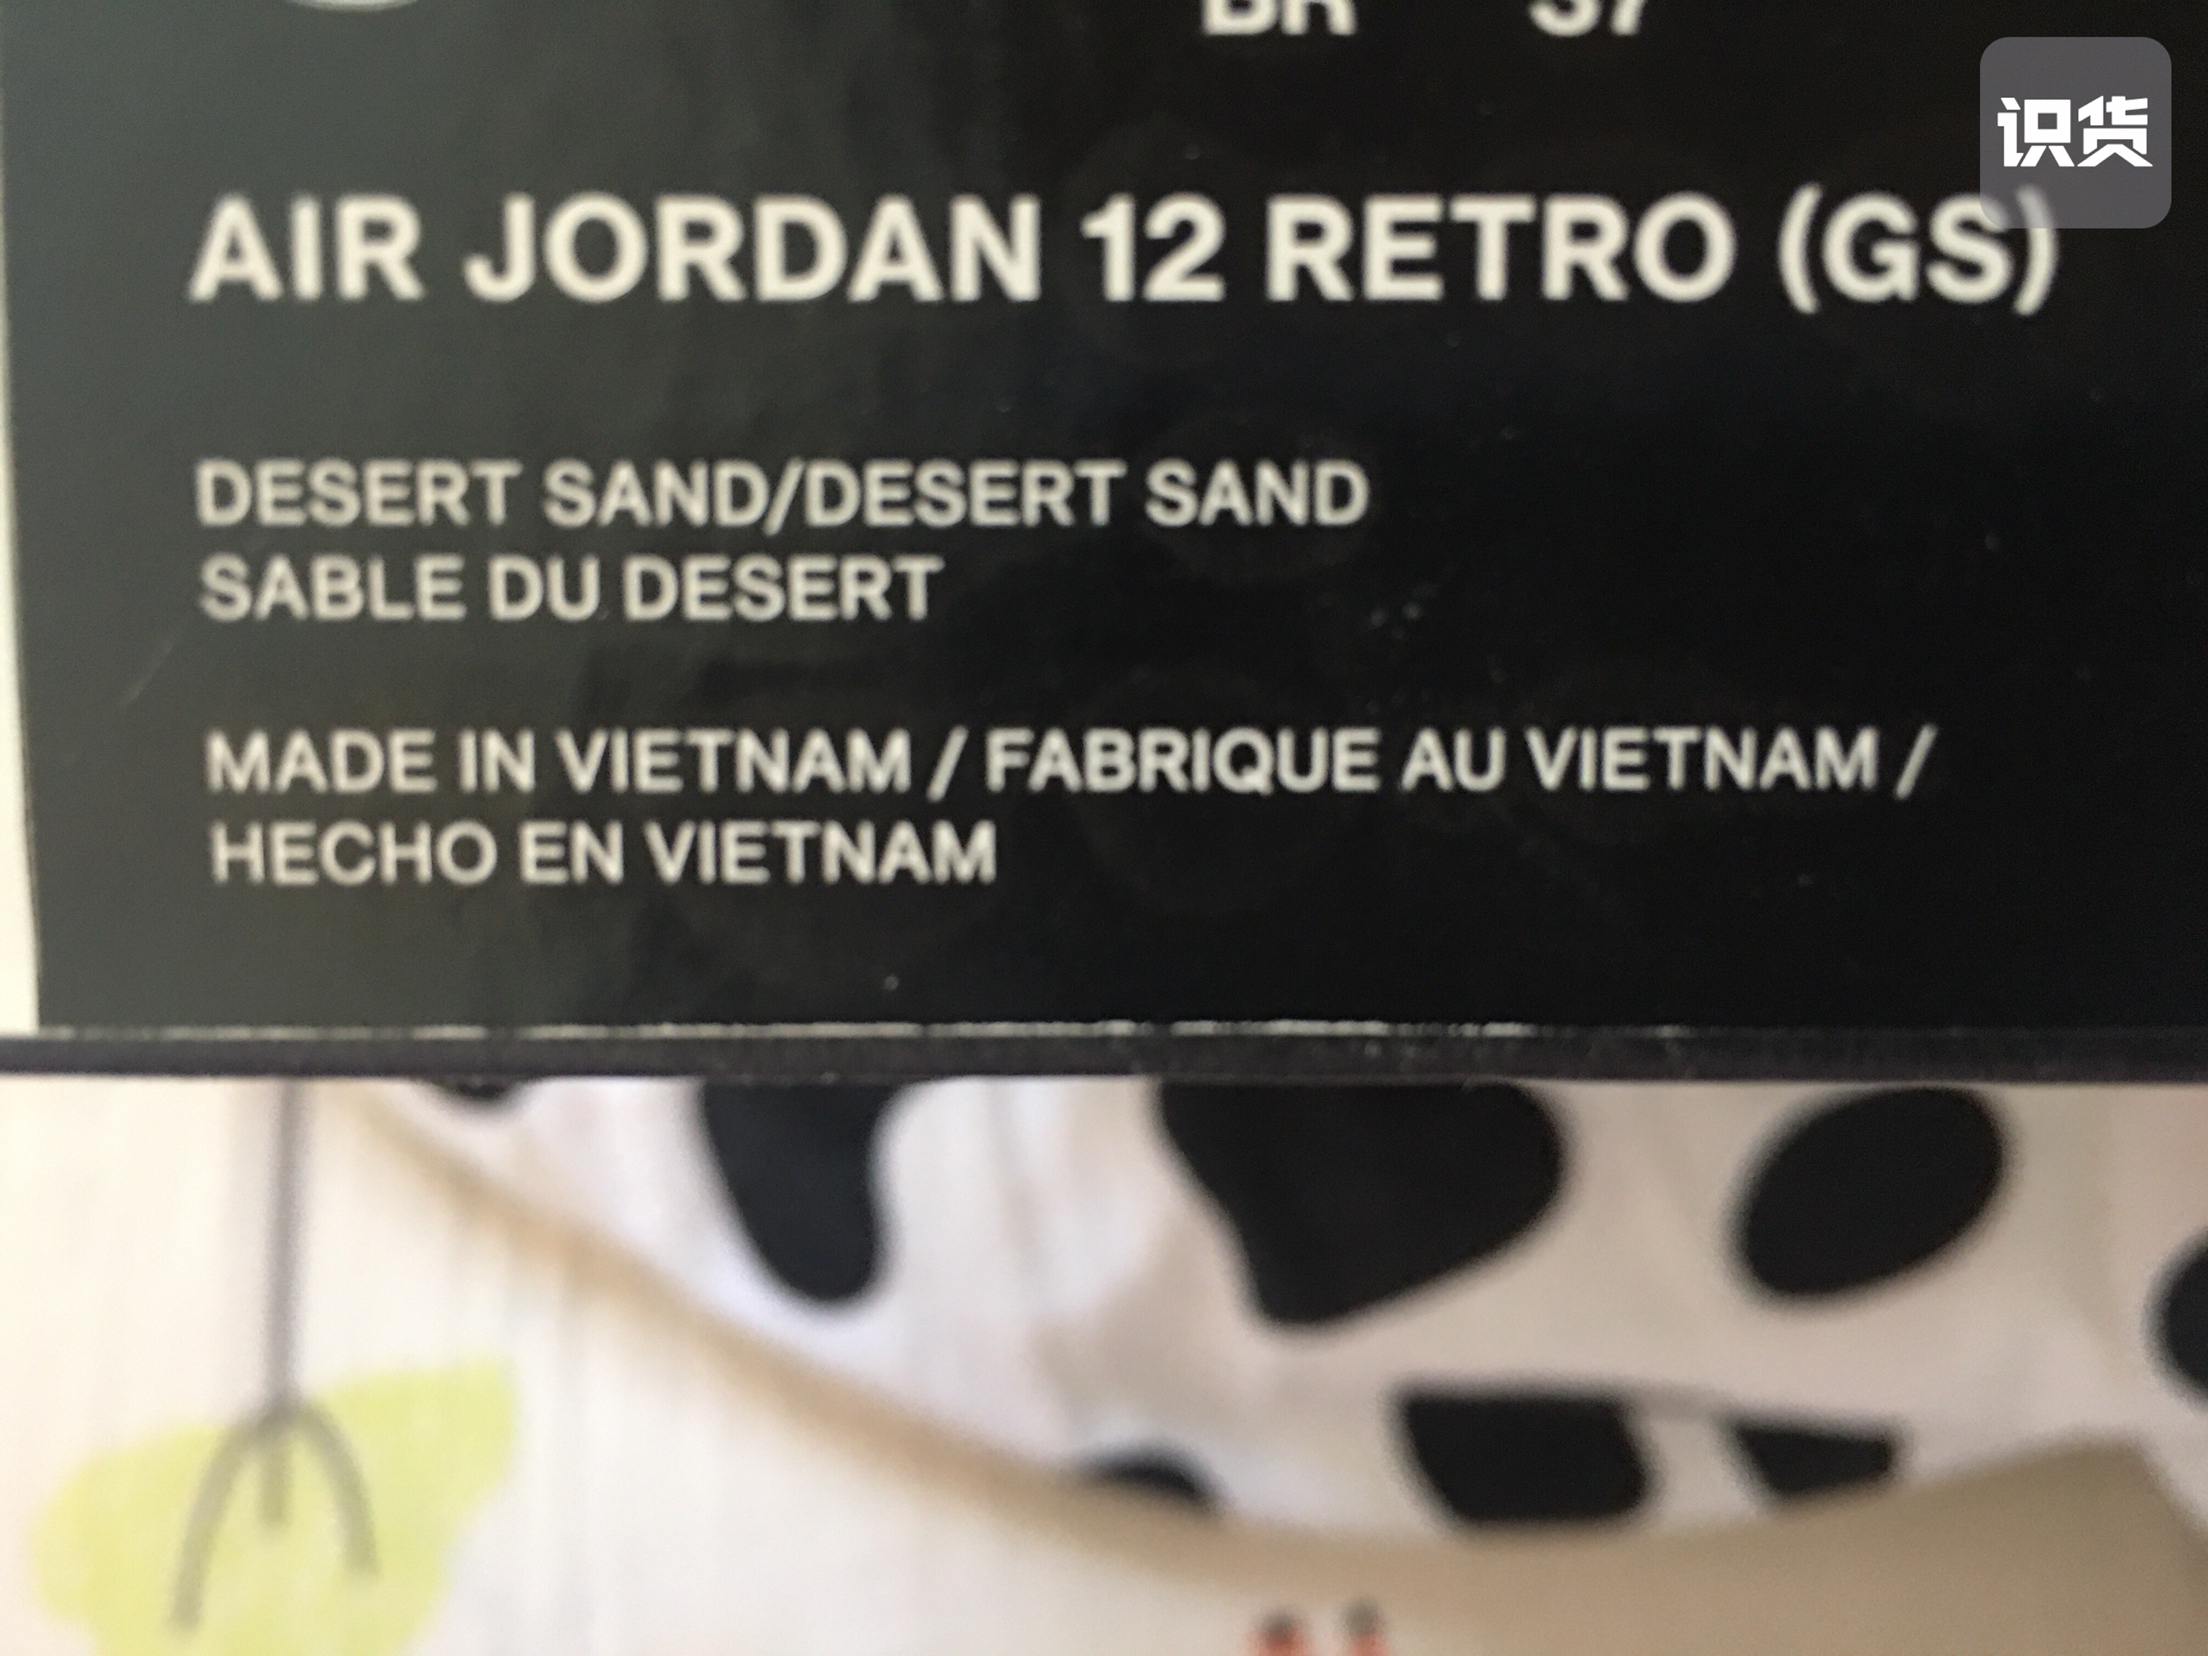 BR 37
识货
AIR JORDAN 12 RETRO (GS)
DESERT SAND/DESERT SAND
SABLE DU DESERT
MADE IN VIETNAM / FABRIQUE AU VIETNAM /
HECHO EN VIETNAM